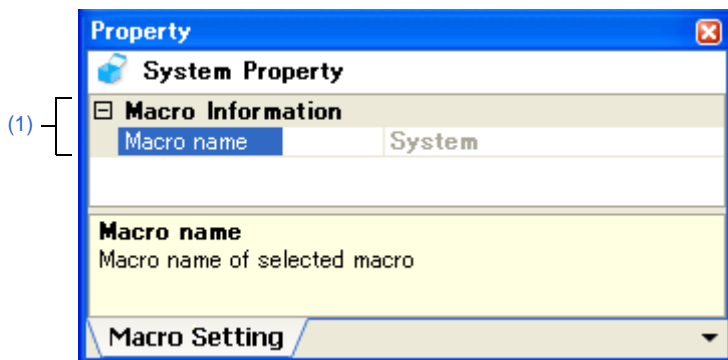 Property
System Property
(1)
Macro Information
Macro name System
Macro name
Macro name of selected macro
Macro Setting